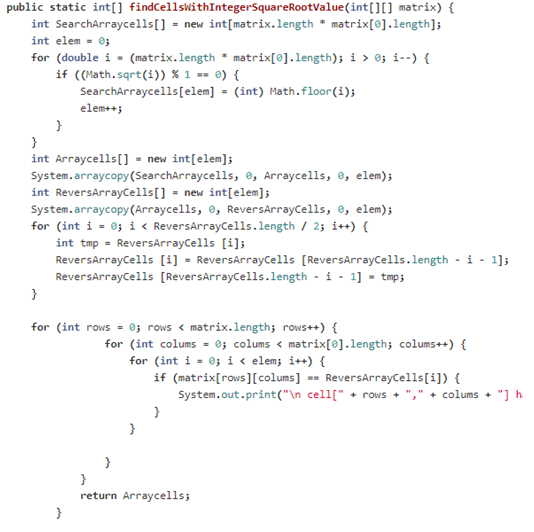 public static int[] findCellsWithIntegerSquareRootValue(int[][] matrix) {
    int SearchArraycells[] = new int[matrix.length * matrix[0].length];
    int elem = 0;
    for (double i = (matrix.length * matrix[0].length); i > 0; i--) {
        if ((Math.sqrt(i)) % 1 == 0) {
            SearchArraycells[elem] = (int) Math.floor(i);
            elem++;
        }
    }
    int Arraycells[] = new int[elem];
    System.arraycopy(SearchArraycells, 0, Arraycells, 0, elem);
    int ReversArrayCells[] = new int[elem];
    System.arraycopy(Arraycells, 0, ReversArrayCells, 0, elem);
    for (int i = 0; i < ReversArrayCells.length / 2; i++) {
        int tmp = ReversArrayCells [i];
        ReversArrayCells [i] = ReversArrayCells [ReversArrayCells.length - i - 1];
        ReversArrayCells [ReversArrayCells.length - i - 1] = tmp;
    }

    for (int rows = 0; rows < matrix.length; rows++) {
                for (int colums = 0; colums < matrix[0].length; colums++) {
                    for (int i = 0; i < elem; i++) {
                        if (matrix[rows][colums] == ReversArrayCells[i]) {
                            System.out.print("\n cell[" + rows + "," + colums + "]
                        }
                    }

                }
            }
            return Arraycells;
        }